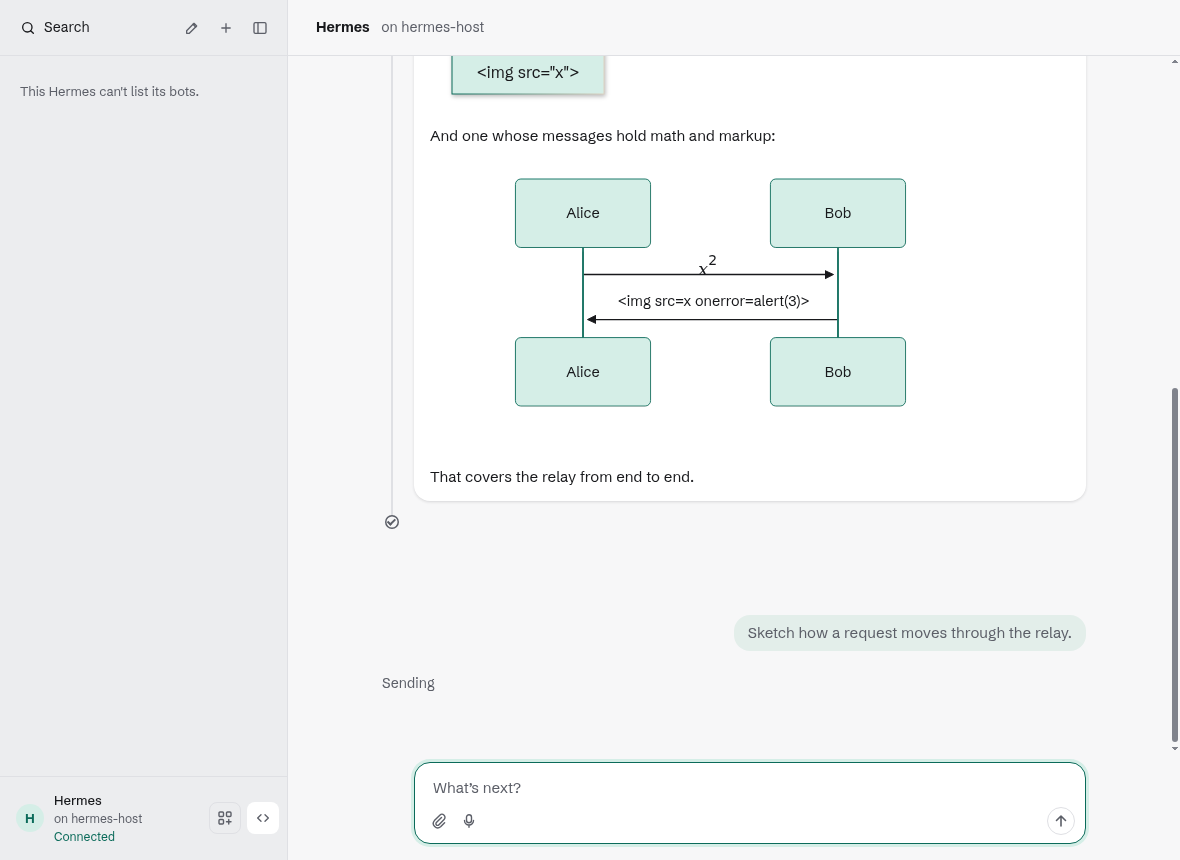 Search
Hermes on hermes-host
This Hermes can't list its bots.
<img src="x">
And one whose messages hold math and markup:
Alice Bob
x²
<img src=x onerror=alert(3)>
Alice Bob
That covers the relay from end to end.
Sketch how a request moves through the relay.
Sending
What's next?
H
Hermes
on hermes-host
Connected